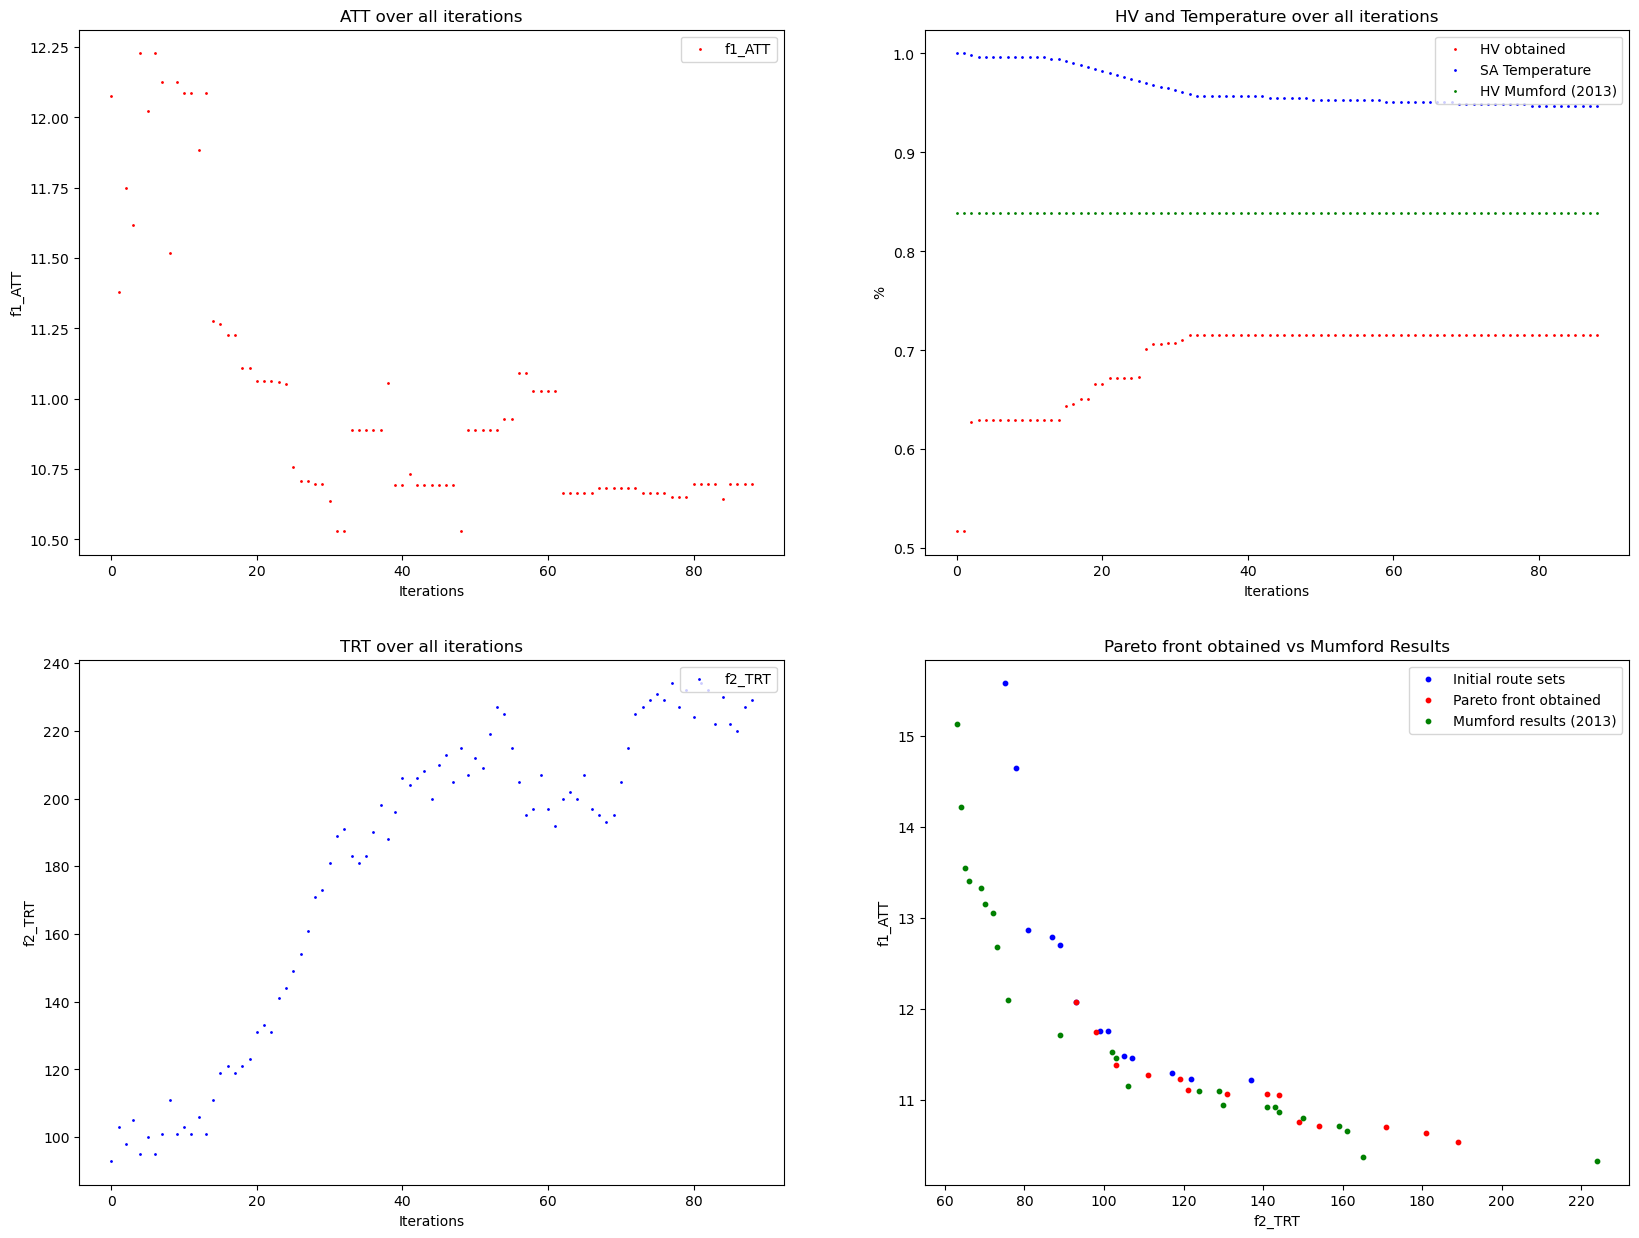 ATT over all iterations
f1_ATT
12.25
12.00
11.75
11.50
11.25
11.00
10.75
10.50
f1_ATT
0 20 40 60 80
Iterations
HV and Temperature over all iterations
HV obtained
SA Temperature
HV Mumford (2013)
1.0
0.9
0.8
0.7
0.6
0.5
%
0 20 40 60 80
Iterations
TRT over all iterations
f2_TRT
240
220
200
180
160
140
120
100
f2_TRT
0 20 40 60 80
Iterations
Pareto front obtained vs Mumford Results
Initial route sets
Pareto front obtained
Mumford results (2013)
15
14
13
12
11
f1_ATT
60 80 100 120 140 160 180 200 220
f2_TRT